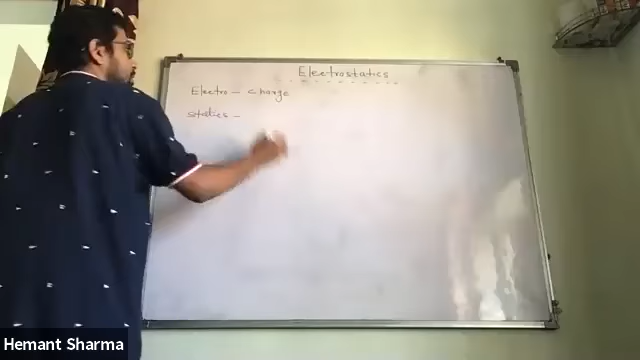 Electrostatics
Electro - charge
statics -
Hemant Sharma